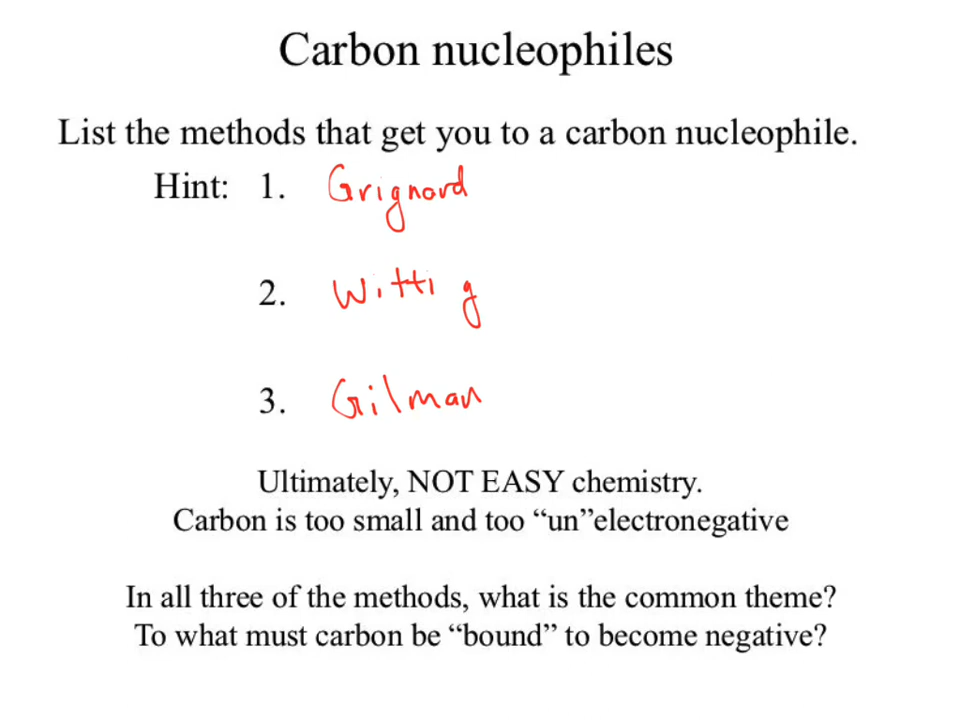 Carbon nucleophiles
List the methods that get you to a carbon nucleophile.
Hint: 1. Grignard
2. Wittig
3. Gilman
Ultimately, NOT EASY chemistry.
Carbon is too small and too “un”electronegative
In all three of the methods, what is the common theme?
To what must carbon be “bound” to become negative?